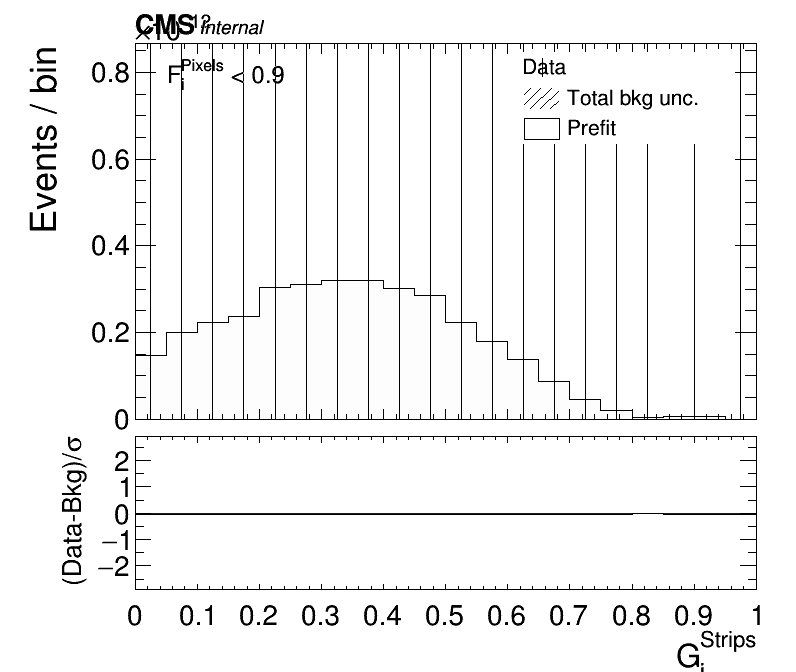 CMS Internal
×10¹²
F_i^Pixels < 0.9
Data
Total bkg unc.
Prefit
Events / bin
0.8
0.6
0.4
0.2
0
(Data-Bkg)/σ
2
1
0
−1
−2
0 0.1 0.2 0.3 0.4 0.5 0.6 0.7 0.8 0.9 1
G_i^Strips